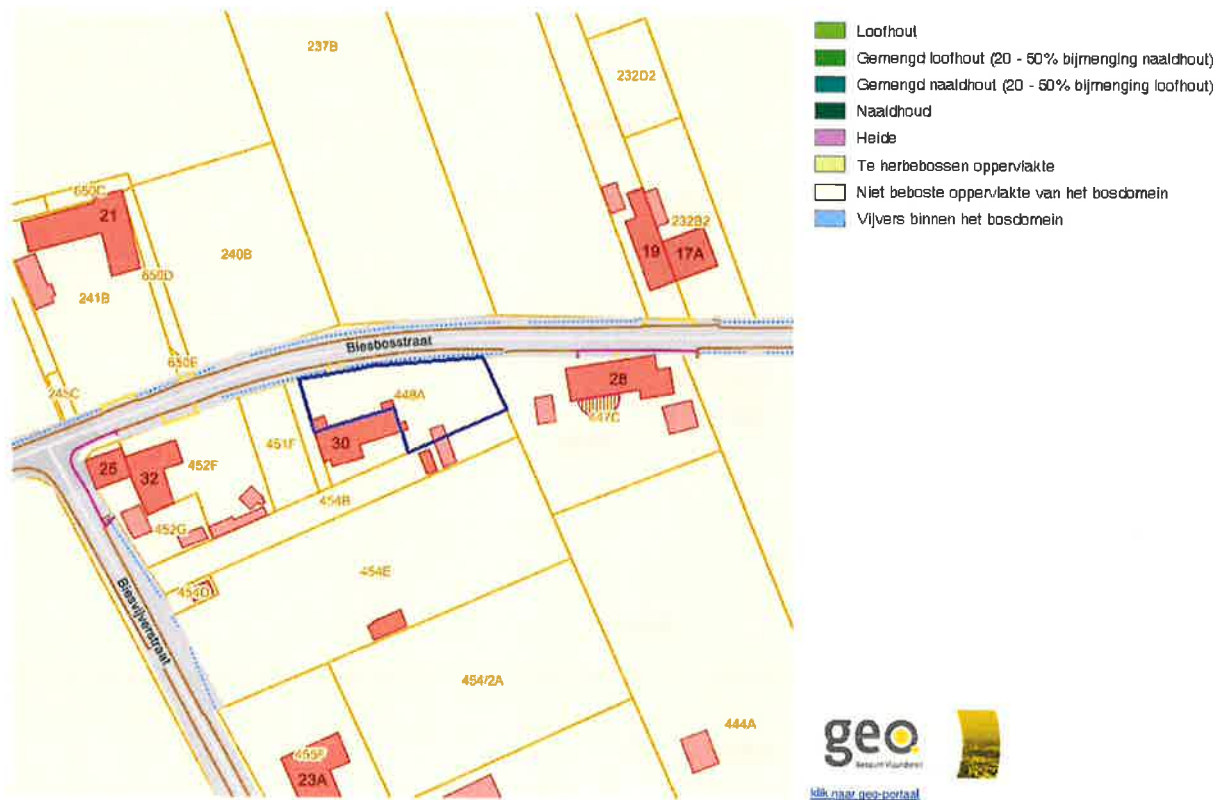 Loofhout
Gemengd loofhout (20 - 50% bijmenging naaldhout)
Gemengd naaldhout (20 - 50% bijmenging loofhout)
Naaldhoud
Heide
Te herbebossen oppervlakte
Niet beboste oppervlakte van het bosdomein
Vijvers binnen het bosdomein
237B
232D2
650C
21
232B2
19
17A
240B
650D
241B
Biesbosstraat
650E
245C
28
448A
447C
451F
30
25
32
452F
454B
452G
454E
454D
Biesvijverstraat
454/2A
444A
23A
geo
klik naar geo-portaal